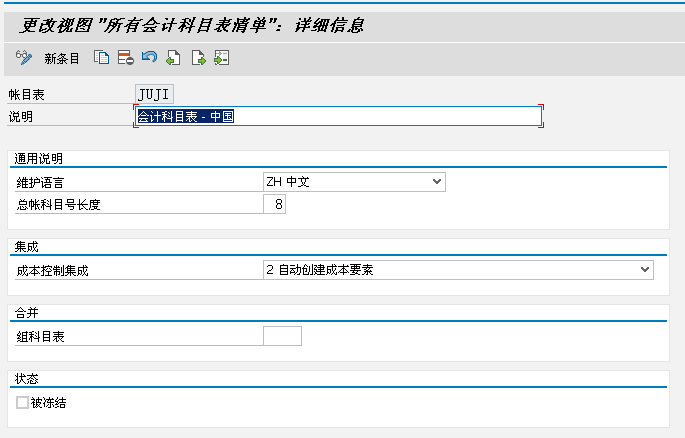 更改视图 "所有会计科目表清单"：详细信息
新条目
帐目表 JUJI
说明 会计科目表 - 中国
通用说明
维护语言 ZH 中文
总帐科目号长度 8
集成
成本控制集成 2 自动创建成本要素
合并
组科目表
状态
被冻结